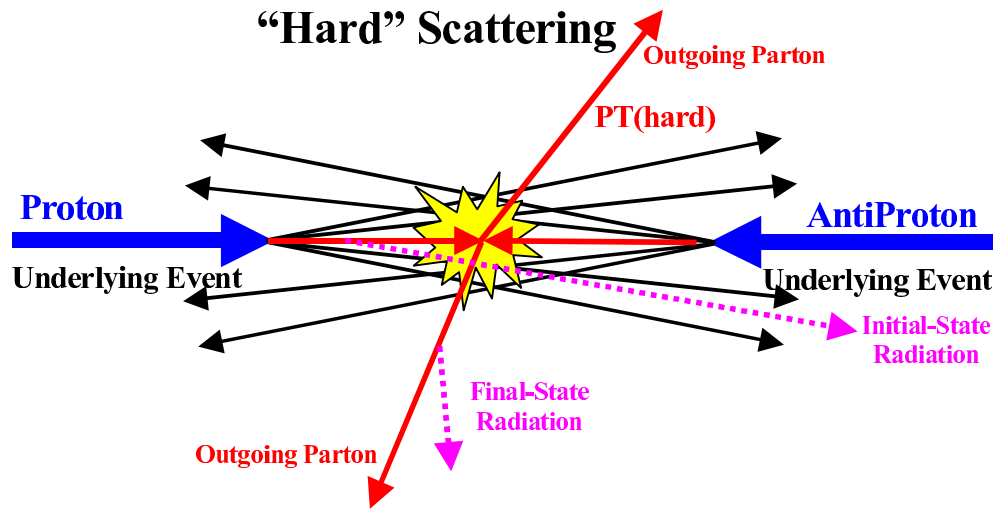 “Hard” Scattering
Outgoing Parton
PT(hard)
Proton
AntiProton
Underlying Event
Underlying Event
Initial-State
Radiation
Final-State
Radiation
Outgoing Parton